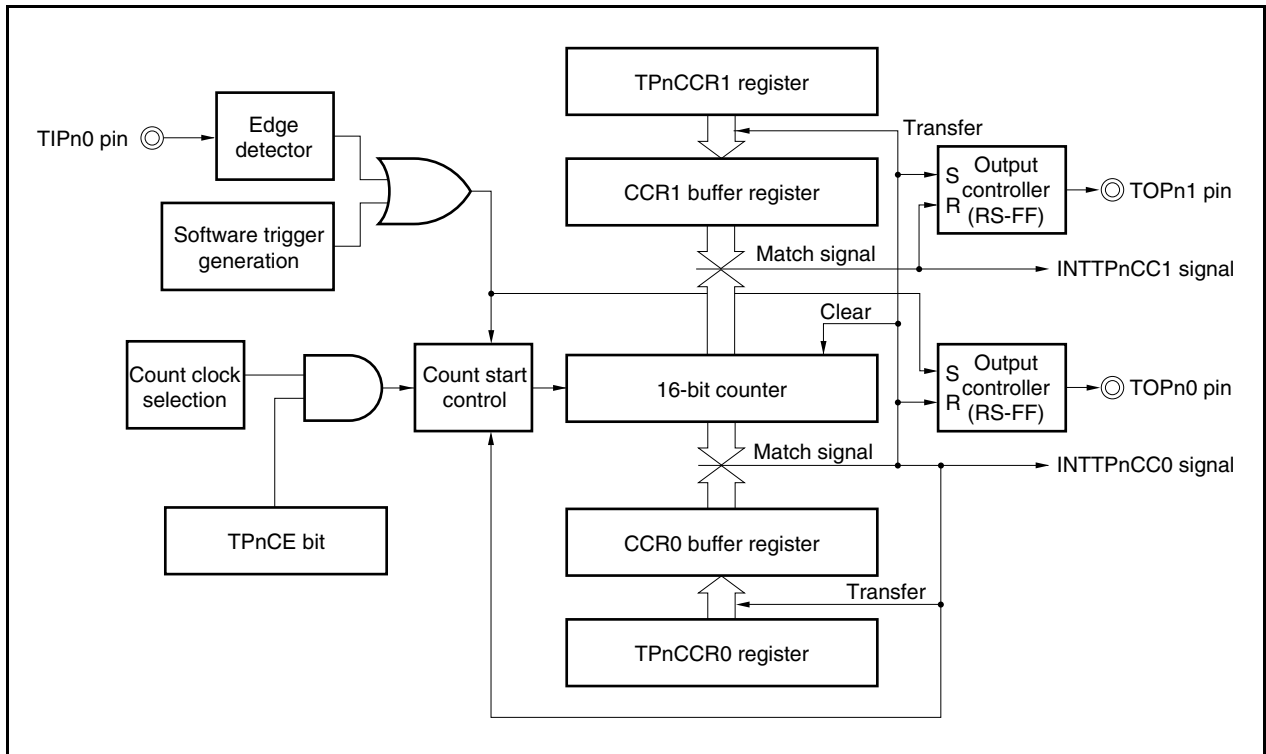 TPnCCR1 register
TIPn0 pin
Edge
detector
Transfer
CCR1 buffer register
S
R
Output
controller
(RS-FF)
TOPn1 pin
Software trigger
generation
Match signal
INTTPnCC1 signal
Clear
Count clock
selection
Count start
control
16-bit counter
S
R
Output
controller
(RS-FF)
TOPn0 pin
Match signal
INTTPnCC0 signal
TPnCE bit
CCR0 buffer register
Transfer
TPnCCR0 register